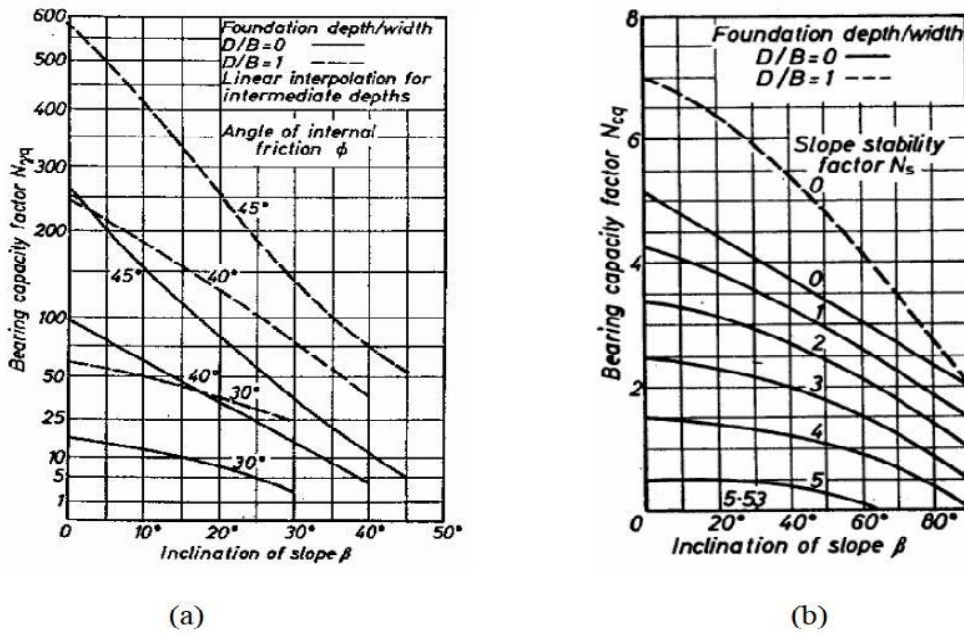 600
500
400
300
200
100
50
25
10
5
1
0
10°
20°
30°
40°
50°
Bearing capacity factor Nγq
Inclination of slope β
Foundation depth/width
D/B=0
D/B=1
Linear interpolation for
intermediate depths
Angle of internal
friction ϕ
45°
45°
40°
40°
30°
30°
(a)
8
6
4
2
0
20°
40°
60°
80°
Bearing capacity factor Ncq
Inclination of slope β
Foundation depth/width
D/B=0
D/B=1
Slope stability
factor Ns
0
0
1
2
3
4
5
5·53
(b)